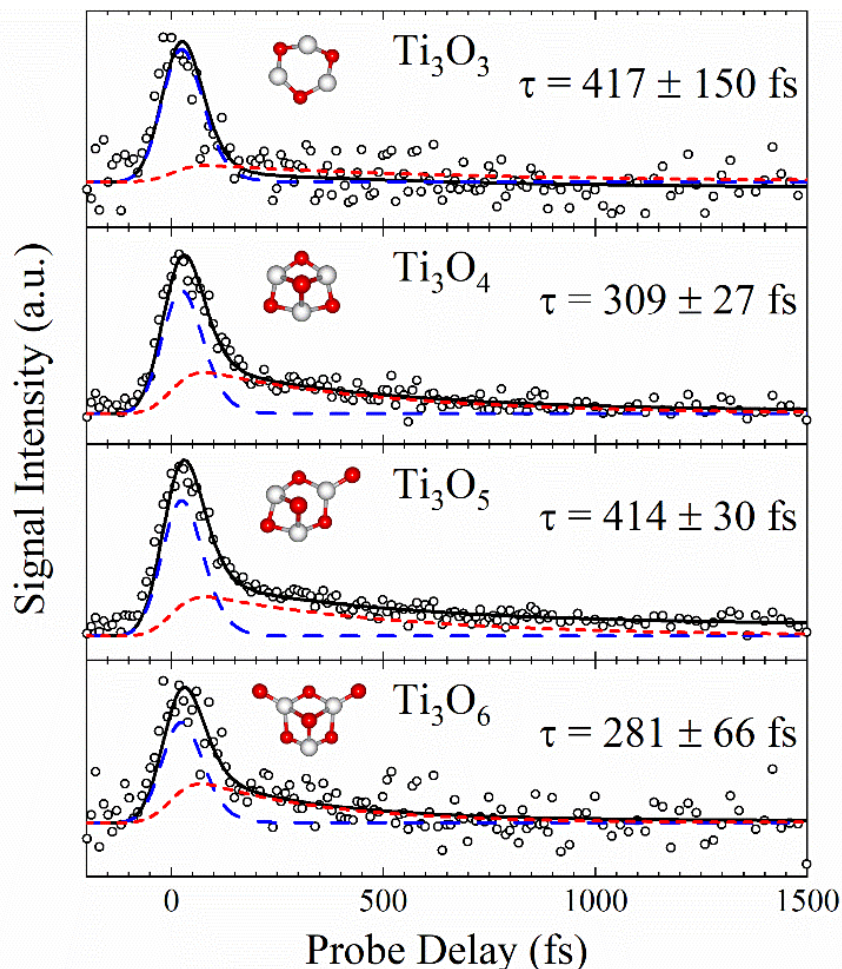 Ti₃O₃
τ = 417 ± 150 fs
Ti₃O₄
τ = 309 ± 27 fs
Ti₃O₅
τ = 414 ± 30 fs
Ti₃O₆
τ = 281 ± 66 fs
Signal Intensity (a.u.)
0 500 1000 1500
Probe Delay (fs)